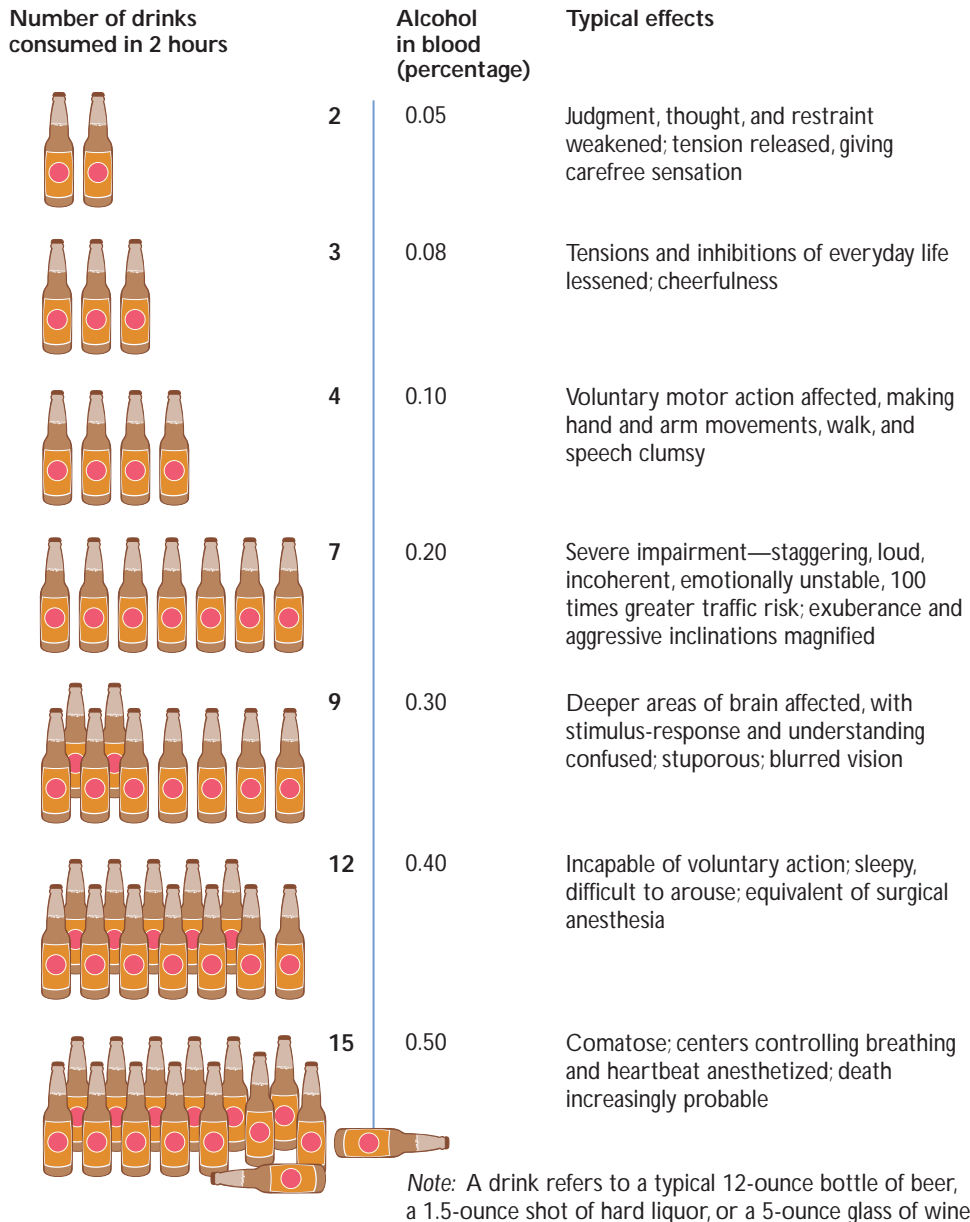 Number of drinks
consumed in 2 hours
Alcohol
in blood
(percentage)
Typical effects
2
0.05
Judgment, thought, and restraint
weakened; tension released, giving
carefree sensation
3
0.08
Tensions and inhibitions of everyday life
lessened; cheerfulness
4
0.10
Voluntary motor action affected, making
hand and arm movements, walk, and
speech clumsy
7
0.20
Severe impairment—staggering, loud,
incoherent, emotionally unstable, 100
times greater traffic risk; exuberance and
aggressive inclinations magnified
9
0.30
Deeper areas of brain affected, with
stimulus-response and understanding
confused; stuporous; blurred vision
12
0.40
Incapable of voluntary action; sleepy,
difficult to arouse; equivalent of surgical
anesthesia
15
0.50
Comatose; centers controlling breathing
and heartbeat anesthetized; death
increasingly probable
Note: A drink refers to a typical 12-ounce bottle of beer,
a 1.5-ounce shot of hard liquor, or a 5-ounce glass of wine